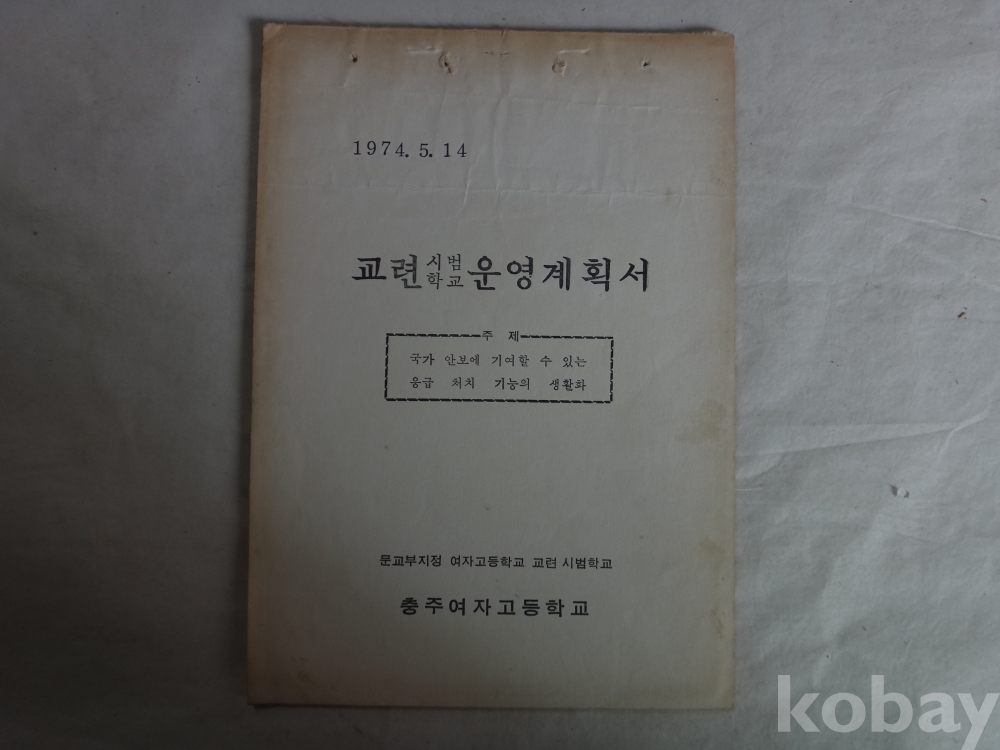 1974. 5. 14
교련 시범학교 운영계획서
주 제
국가 안보에 기여할 수 있는
응급 처치 기능의 생활화
문교부지정 여자고등학교 교련 시범학교
충주여자고등학교
kobay